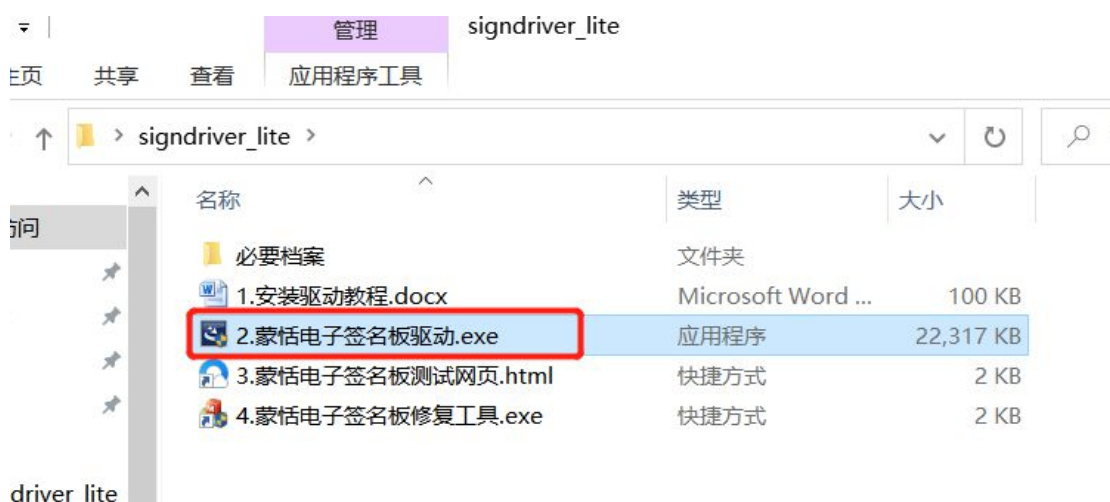 管理 signdriver_lite
主页 共享 查看 应用程序工具
signdriver_lite
名称 类型 大小
访问
必要档案 文件夹
1.安装驱动教程.docx Microsoft Word ... 100 KB
2.蒙恬电子签名板驱动.exe 应用程序 22,317 KB
3.蒙恬电子签名板测试网页.html 快捷方式 2 KB
4.蒙恬电子签名板修复工具.exe 快捷方式 2 KB
driver_lite